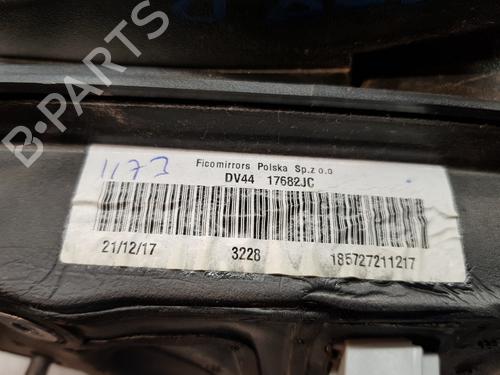 B-PARTS
1173
Ficomirrors Polska Sp.z o.o
DV44 17682JC
21/12/17 3228 185727211217